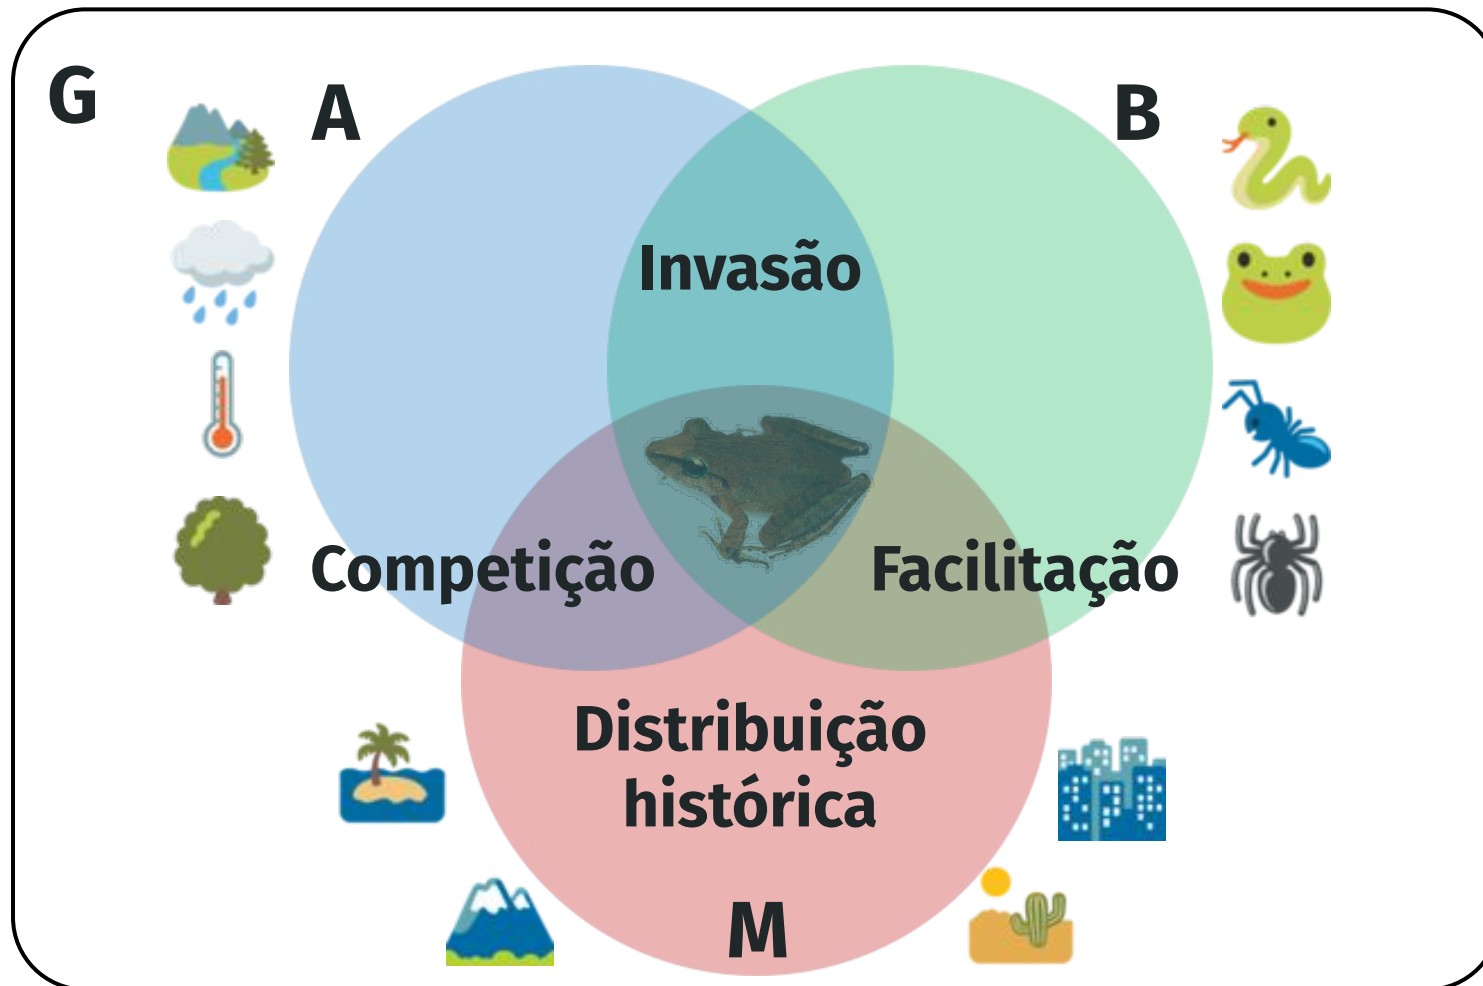 G
A
B
Invasão
Competição
Facilitação
Distribuição
histórica
M